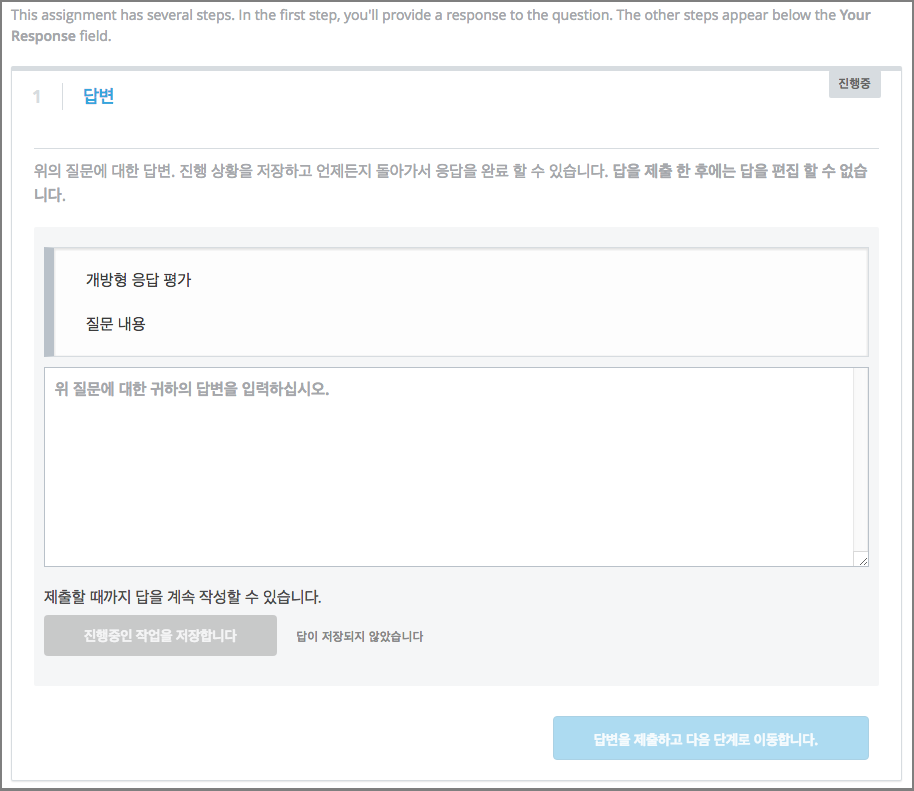 This assignment has several steps. In the first step, you'll provide a response to the question. The other steps appear below the Your
Response field.
진행중
1 답변
위의 질문에 대한 답변. 진행 상황을 저장하고 언제든지 돌아가서 응답을 완료 할 수 있습니다. 답을 제출 한 후에는 답을 편집 할 수 없습
니다.
개방형 응답 평가
질문 내용
위 질문에 대한 귀하의 답변을 입력하십시오.
제출할 때까지 답을 계속 작성할 수 있습니다.
진행중인 작업을 저장합니다 답이 저장되지 않았습니다
답변을 제출하고 다음 단계로 이동합니다.